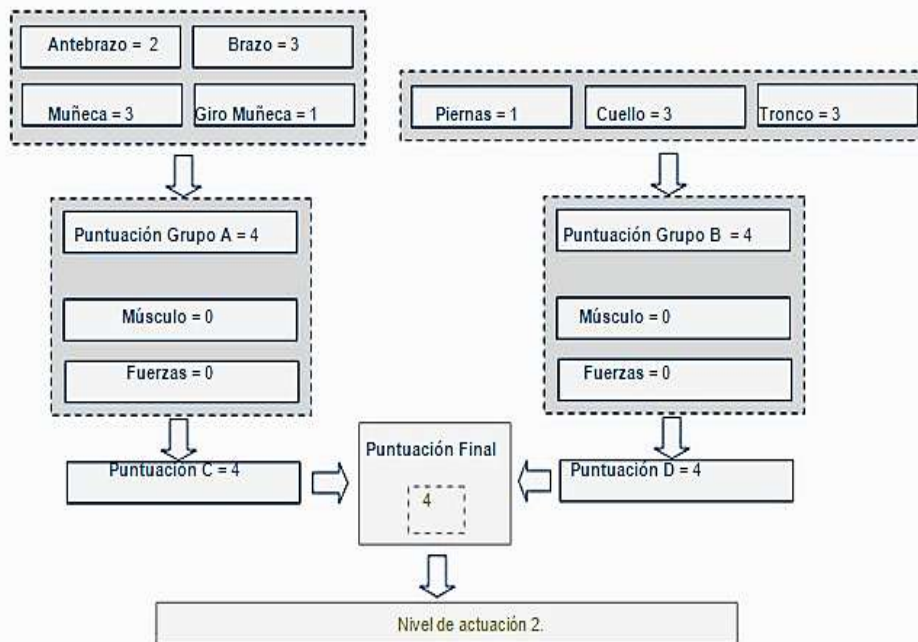 Antebrazo = 2
Brazo = 3
Muñeca = 3
Giro Muñeca = 1
Piernas = 1
Cuello = 3
Tronco = 3
Puntuación Grupo A = 4
Músculo = 0
Fuerzas = 0
Puntuación Grupo B = 4
Músculo = 0
Fuerzas = 0
Puntuación C = 4
Puntuación Final
4
Puntuación D = 4
Nivel de actuación 2.